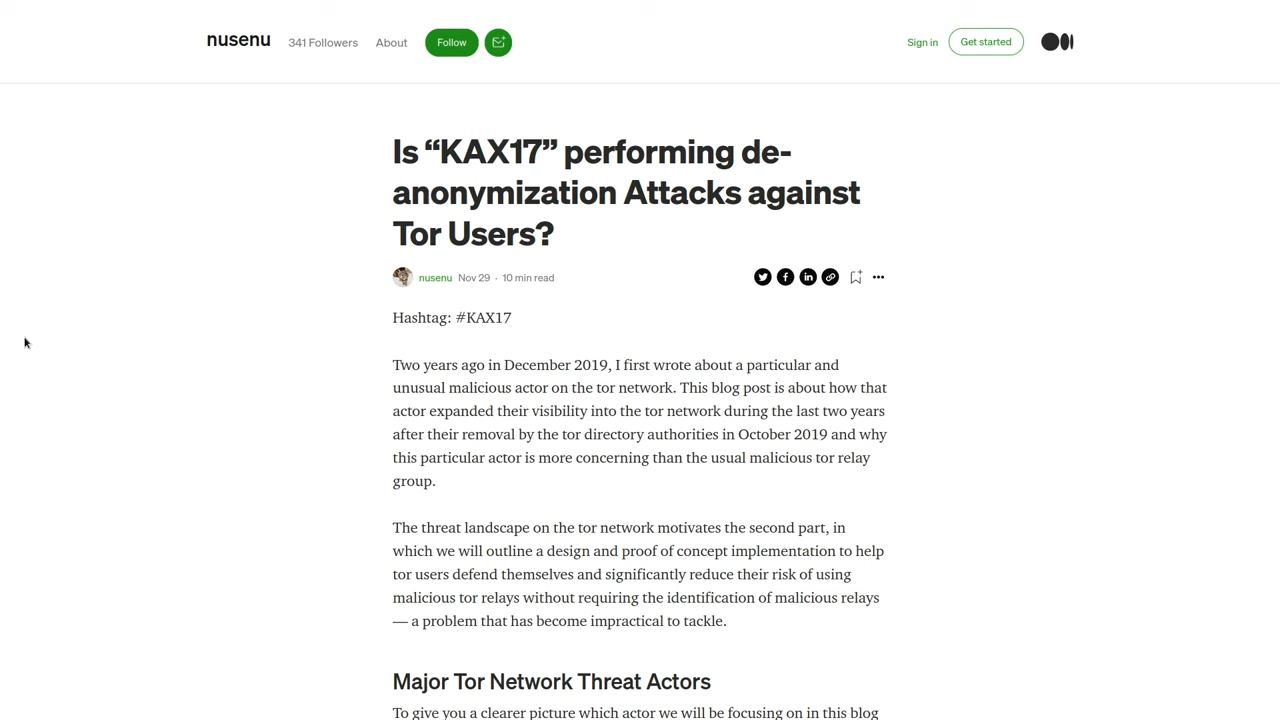 nusenu 341 Followers About Follow Sign in Get started
Is “KAX17” performing de-
anonymization Attacks against
Tor Users?
nusenu Nov 29 · 10 min read
Hashtag: #KAX17
Two years ago in December 2019, I first wrote about a particular and
unusual malicious actor on the tor network. This blog post is about how that
actor expanded their visibility into the tor network during the last two years
after their removal by the tor directory authorities in October 2019 and why
this particular actor is more concerning than the usual malicious tor relay
group.
The threat landscape on the tor network motivates the second part, in
which we will outline a design and proof of concept implementation to help
tor users defend themselves and significantly reduce their risk of using
malicious tor relays without requiring the identification of malicious relays
— a problem that has become impractical to tackle.
Major Tor Network Threat Actors
To give you a clearer picture which actor we will be focusing on in this blog